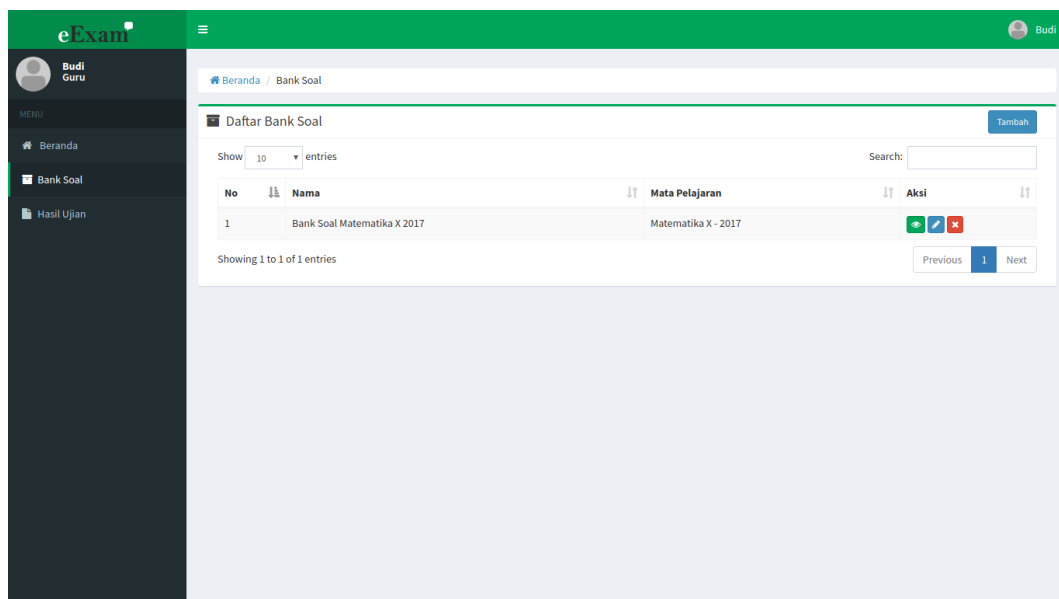 eExam
Budi
Budi
Guru
MENU
Beranda
Bank Soal
Hasil Ujian
Beranda / Bank Soal
Daftar Bank Soal
Tambah
Show 10 entries
Search:
No Nama Mata Pelajaran Aksi
1 Bank Soal Matematika X 2017 Matematika X - 2017
Showing 1 to 1 of 1 entries
Previous 1 Next